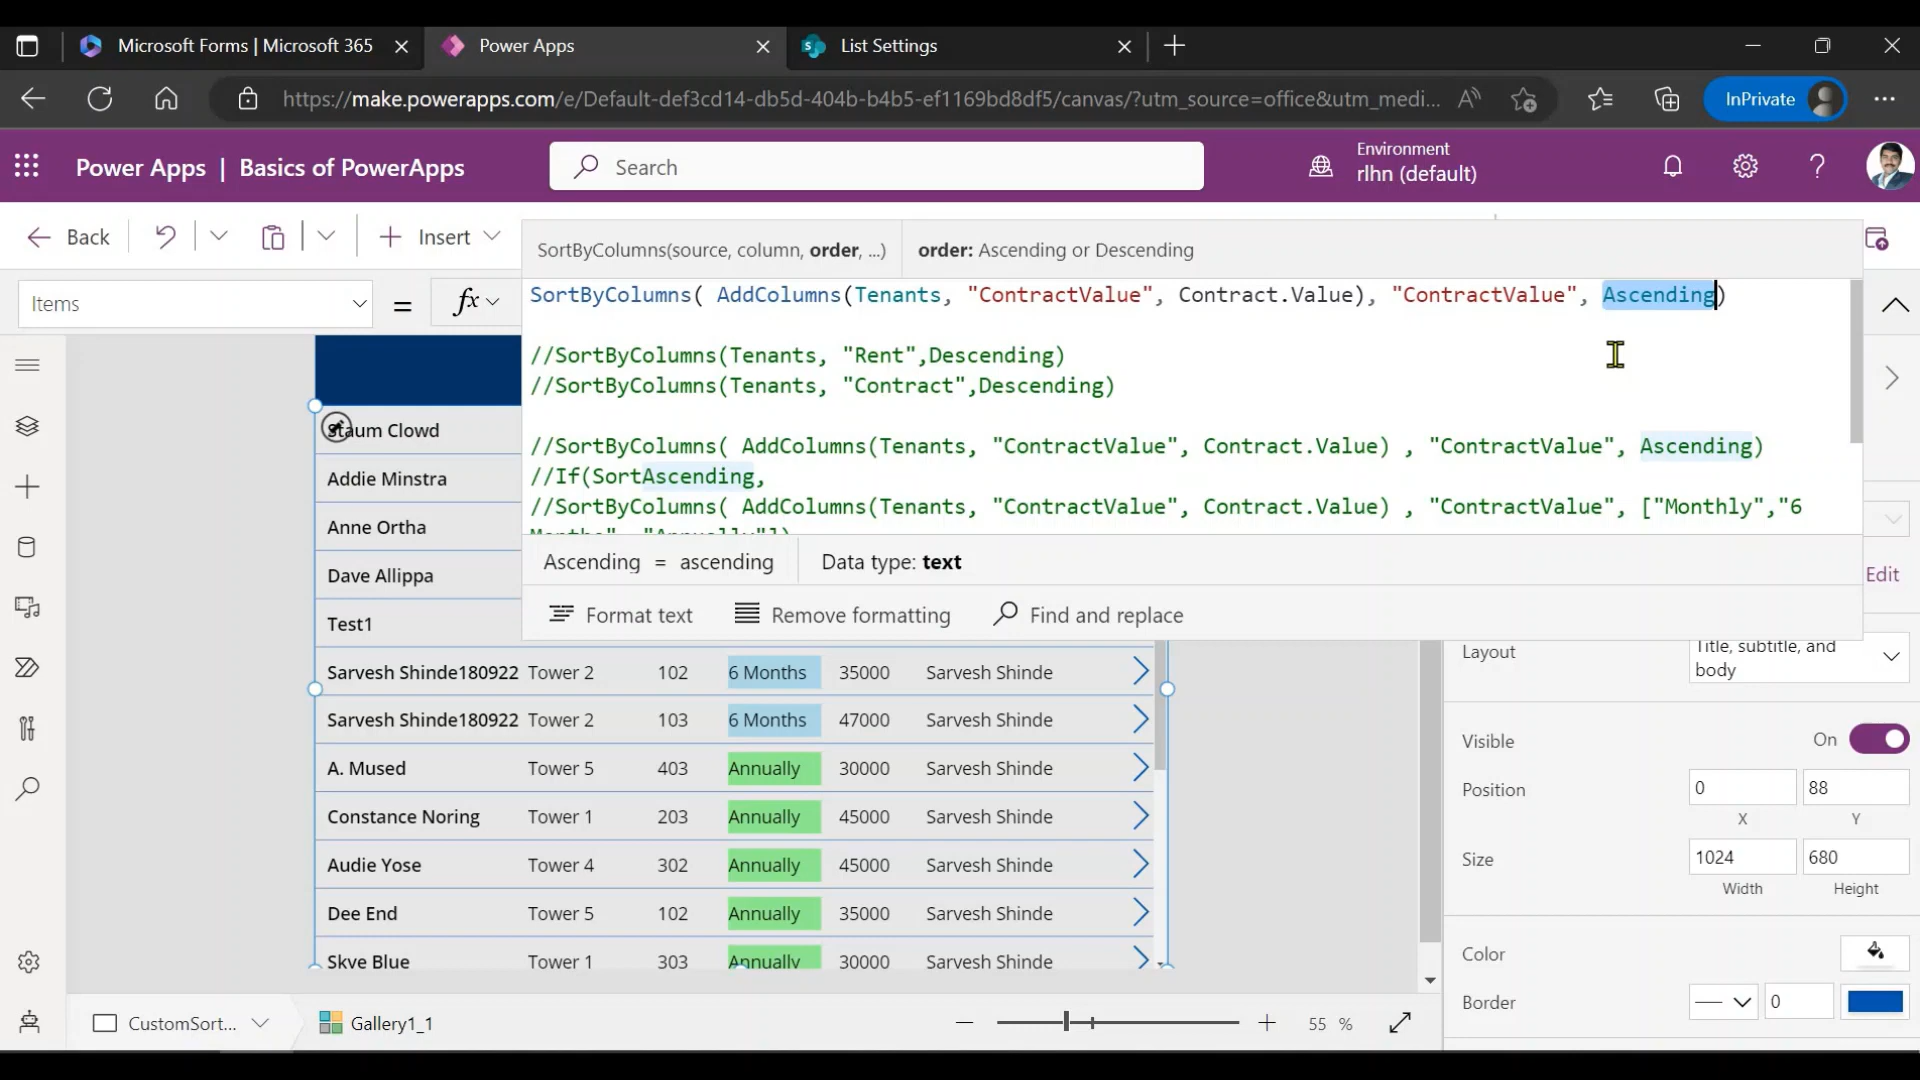 Microsoft Forms | Microsoft 365
Power Apps
List Settings
https://make.powerapps.com/e/Default-def3cd14-db5d-404b-b4b5-ef1169bd8df5/canvas/?utm_source=office&utm_medi...
InPrivate
Power Apps | Basics of PowerApps
Search
Environment
rlhn (default)
Back
Insert
SortByColumns(source, column, order, ...)
order: Ascending or Descending
Items
=
fx
SortByColumns( AddColumns(Tenants, "ContractValue", Contract.Value), "ContractValue", Ascending)
//SortByColumns(Tenants, "Rent",Descending)
//SortByColumns(Tenants, "Contract",Descending)
//SortByColumns( AddColumns(Tenants, "ContractValue", Contract.Value) , "ContractValue", Ascending)
//If(SortAscending,
//SortByColumns( AddColumns(Tenants, "ContractValue", Contract.Value) , "ContractValue", ["Monthly","6
Months", "Annually"])
Ascending = ascending
Data type: text
Format text
Remove formatting
Find and replace
Staum Clowd
Addie Minstra
Anne Ortha
Dave Allippa
Test1
Sarvesh Shinde180922 Tower 2 102 6 Months 35000 Sarvesh Shinde
Sarvesh Shinde180922 Tower 2 103 6 Months 47000 Sarvesh Shinde
A. Mused Tower 5 403 Annually 30000 Sarvesh Shinde
Constance Noring Tower 1 203 Annually 45000 Sarvesh Shinde
Audie Yose Tower 4 302 Annually 45000 Sarvesh Shinde
Dee End Tower 5 102 Annually 35000 Sarvesh Shinde
Skye Blue Tower 1 303 Annually 30000 Sarvesh Shinde
Edit
Layout
Title, subtitle, and
body
Visible
On
Position
0
88
X
Y
Size
1024
680
Width
Height
Color
Border
0
CustomSort...
Gallery1_1
55 %